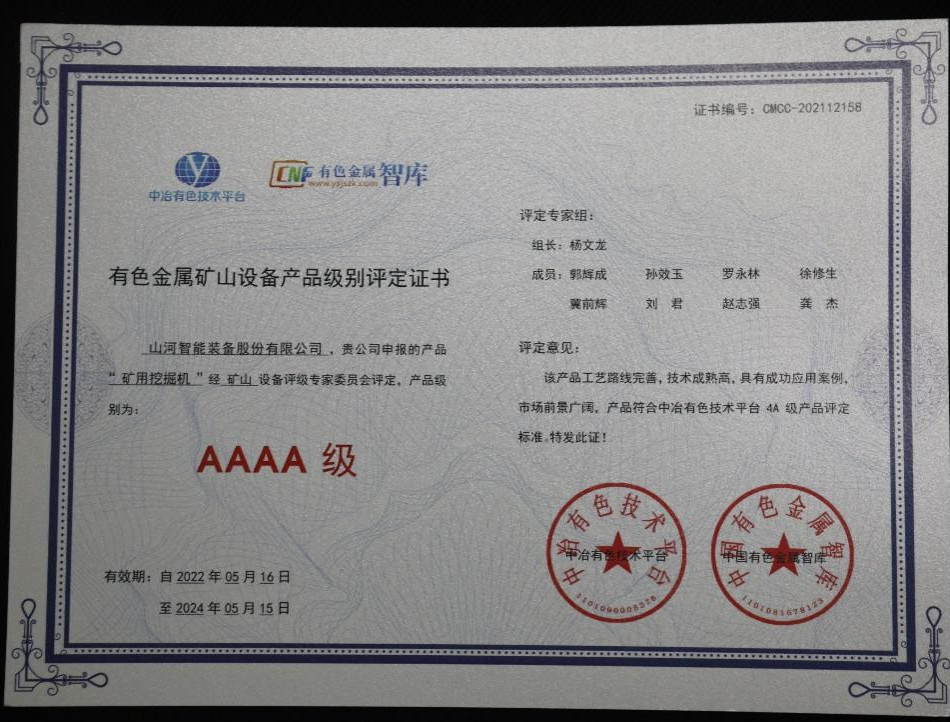 证书编号：CMCC-202112158
中冶有色技术平台
CNF 有色金属智库
www.ysjszk.com
有色金属矿山设备产品级别评定证书
山河智能装备股份有限公司，贵公司申报的产品
“ 矿用挖掘机 ”经 矿山 设备评级专家委员会评定，产品级
别为：
AAAA 级
有效期：自 2022 年 05 月 16 日
至 2024 年 05 月 15 日
评定专家组：
组长：杨文龙
成员：郭辉成 孙效玉 罗永林 徐修生
冀前辉 刘 君 赵志强 龚 杰
评定意见：
该产品工艺路线完善，技术成熟高，具有成功应用案例，
市场前景广阔，产品符合中冶有色技术平台 4A 级产品评定
标准，特发此证！
中冶有色技术平台
中冶有色技术平台
中国有色金属智库
中国有色金属智库
1101081678123